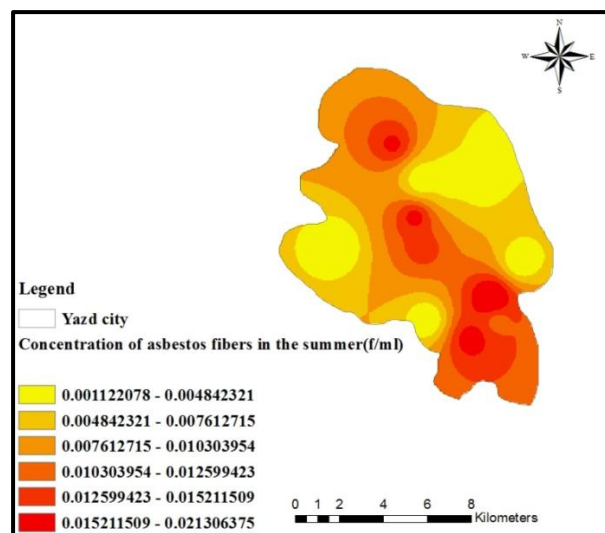 N
W E
S
Legend
Yazd city
Concentration of asbestos fibers in the summer(f/ml)
0.001122078 - 0.004842321
0.004842321 - 0.007612715
0.007612715 - 0.010303954
0.010303954 - 0.012599423
0.012599423 - 0.015211509
0.015211509 - 0.021306375
0 1 2 4 6 8
Kilometers